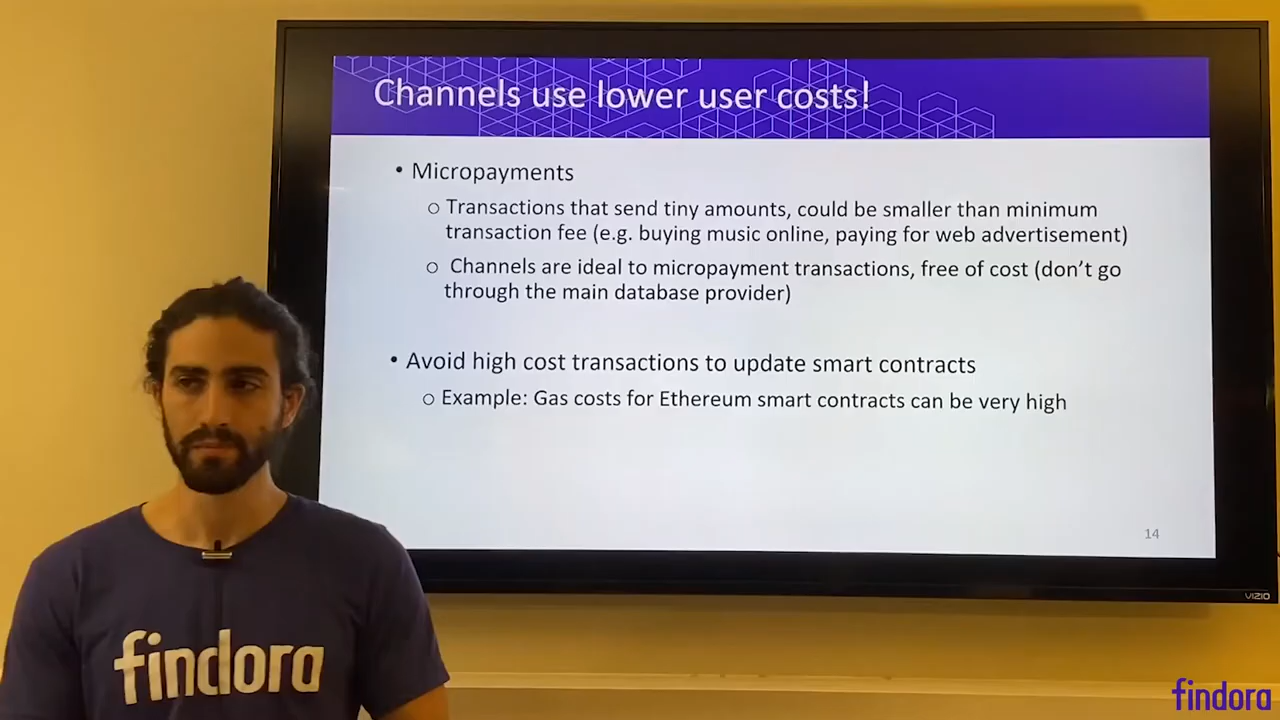 Channels use lower user costs!
• Micropayments
○ Transactions that send tiny amounts, could be smaller than minimum
transaction fee (e.g. buying music online, paying for web advertisement)
○ Channels are ideal to micropayment transactions, free of cost (don’t go
through the main database provider)
• Avoid high cost transactions to update smart contracts
○ Example: Gas costs for Ethereum smart contracts can be very high
14
VIZIO
findora
findora